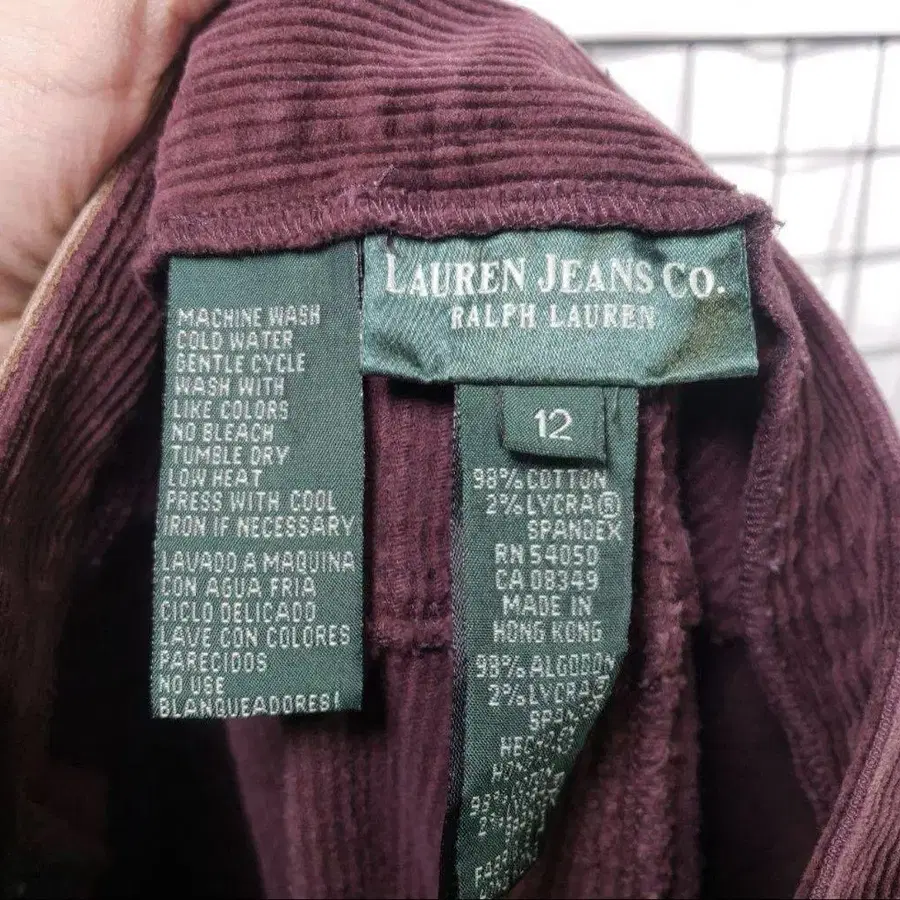 LAUREN JEANS CO.
RALPH LAUREN
MACHINE WASH
COLD WATER
GENTLE CYCLE
WASH WITH
LIKE COLORS
NO BLEACH
TUMBLE DRY
LOW HEAT
PRESS WITH COOL
IRON IF NECESSARY
LAVADO A MAQUINA
CON AGUA FRIA
CICLO DELICADO
LAVE CON COLORES
PARECIDOS
NO USE
BLANQUEADORES!
12
98% COTTON
2% LYCRA®
SPANDEX
RN 54050
CA 08349
MADE IN
HONG KONG
98% ALGODON
2% LYCRA®